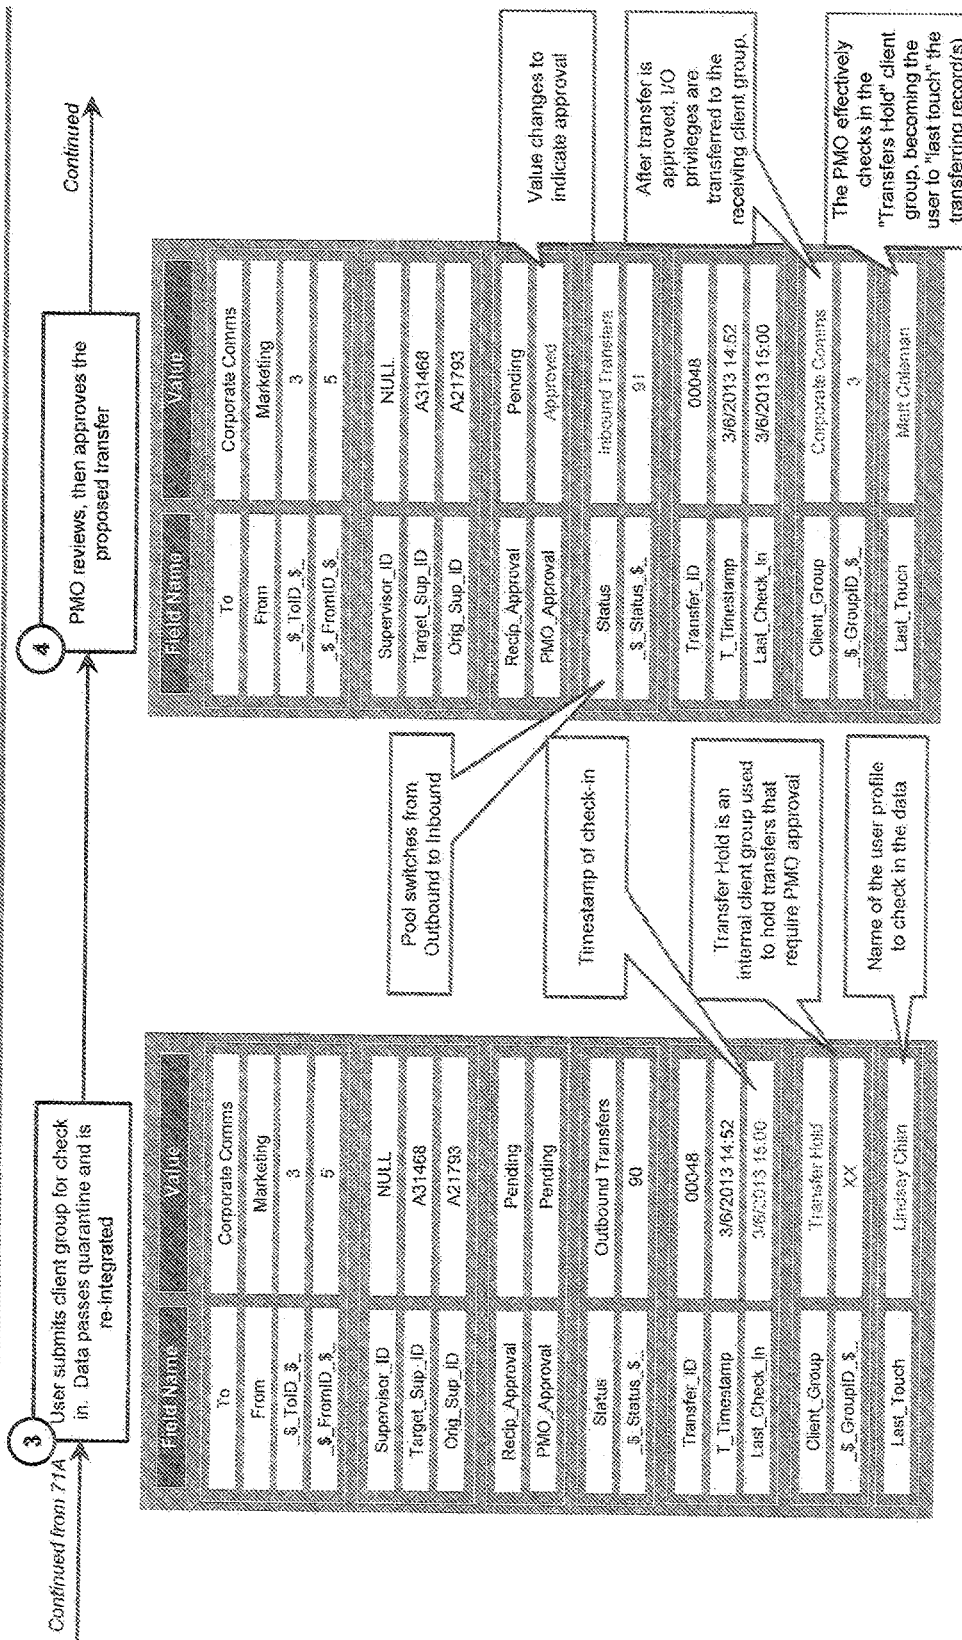 Continued from 71A
3
User submits client group for check
in. Data passes quarantine and is
re-integrated
Field Name Value
To Corporate Comms
From Marketing
_$_ToID_$_ 3
_$_FromID_$_ 5
Supervisor_ID NULL
Target_Sup_ID A31468
Orig_Sup_ID A21793
Recip_Approval Pending
PMO_Approval Pending
Status Outbound Transfers
_$_Status_$_ 90
Transfer_ID 00048
T_Timestamp 3/6/2013 14:52
Last_Check_In 3/6/2013 15:00
Client_Group Transfer Hold
_$_GroupID_$_ XX
Last_Touch Lindsay Chim
Pool switches from
Outbound to Inbound
Timestamp of check-in
Transfer Hold is an
internal client group used
to hold transfers that
require PMO approval
Name of the user profile
to check in the data
4
PMO reviews, then approves the
proposed transfer
Continued
Field Name Value
To Corporate Comms
From Marketing
_$_ToID_$_ 3
_$_FromID_$_ 5
Supervisor_ID NULL
Target_Sup_ID A31468
Orig_Sup_ID A21793
Recip_Approval Pending
PMO_Approval Approved
Status Inbound Transfers
_$_Status_$_ 91
Transfer_ID 00048
T_Timestamp 3/6/2013 14:52
Last_Check_In 3/6/2013 15:00
Client_Group Corporate Comms
_$_GroupID_$_ 3
Last_Touch Matt Coleman
Value changes to
indicate approval
After transfer is
approved, I/O
privileges are
transferred to the
receiving client group.
The PMO effectively
checks in the
"Transfers Hold" client
group, becoming the
user to "last touch" the
transferring record(s)